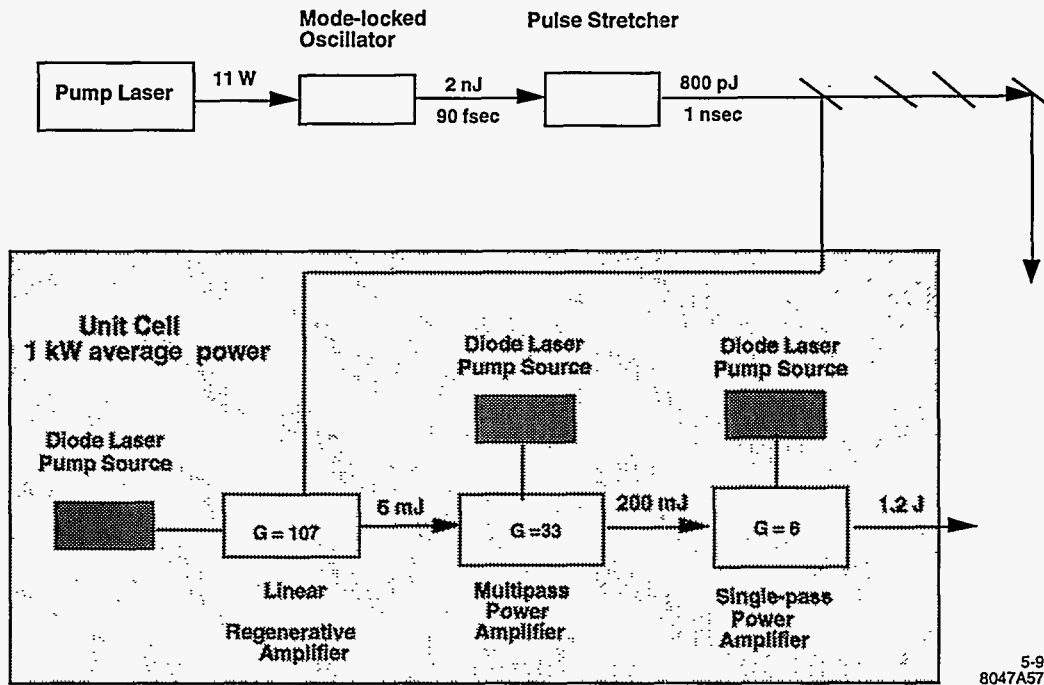 Mode-locked
Oscillator
Pulse Stretcher
Pump Laser
11 W
2 nJ
90 fsec
800 pJ
1 nsec
Unit Cell
1 kW average power
Diode Laser
Pump Source
Diode Laser
Pump Source
Diode Laser
Pump Source
G = 107
6 mJ
G =33
200 mJ
G = 6
1.2 J
Linear
Regenerative
Amplifier
Multipass
Power
Amplifier
Single-pass
Power
Amplifier
5-9
8047A57